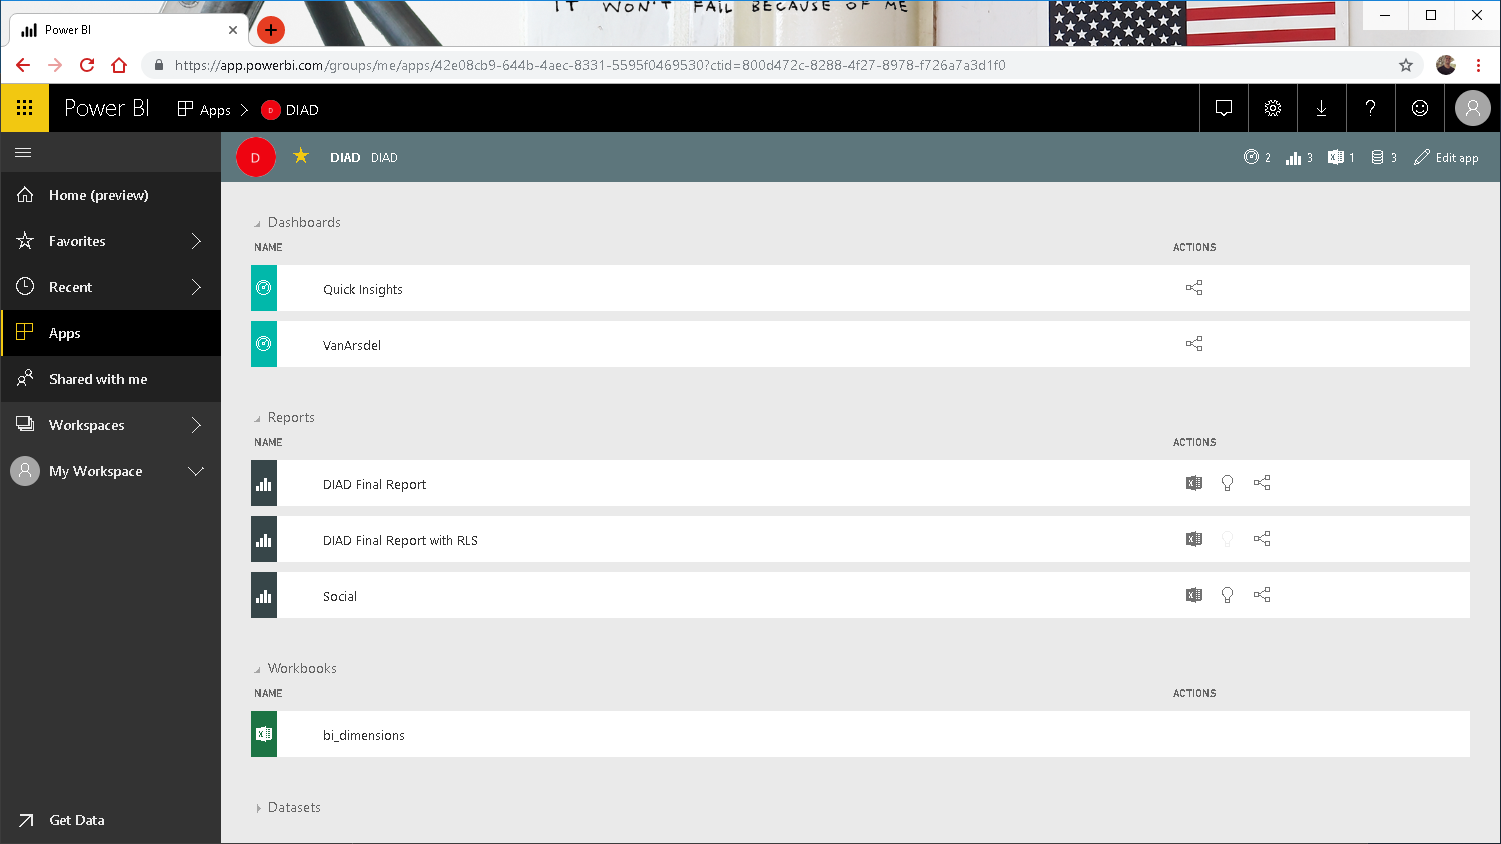 IT WON'T FAIL BECAUSE OF ME
Power BI
https://app.powerbi.com/groups/me/apps/42e08cb9-644b-4aec-8331-5595f0469530?ctid=800d472c-8288-4f27-8978-f726a7a3d1f0
Power BI Apps > D DIAD ?
D DIAD DIAD 2 3 X 1 3 Edit app
Home (preview)
Favorites
Recent
Apps
Shared with me
Workspaces
My Workspace
Get Data
Dashboards
NAME ACTIONS
Quick Insights
VanArsdel
Reports
NAME ACTIONS
DIAD Final Report
DIAD Final Report with RLS
Social
Workbooks
NAME ACTIONS
bi_dimensions
Datasets